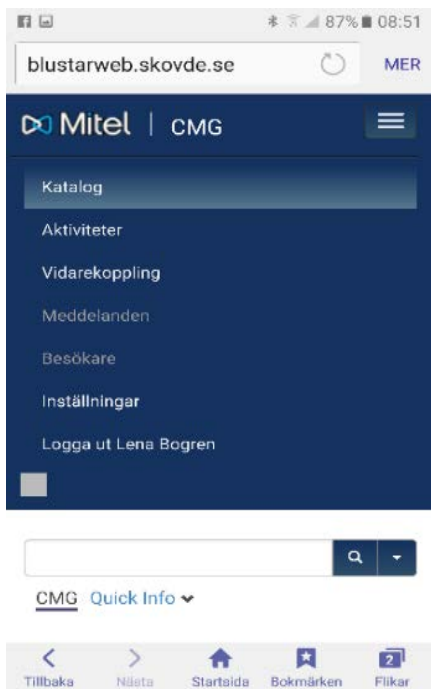 87% 08:51
blustarweb.skovde.se MER
Mitel | CMG
Katalog
Aktiviteter
Vidarekoppling
Meddelanden
Besökare
Inställningar
Logga ut Lena Bogren
CMG Quick Info
Tillbaka Nästa Startsida Bokmärken 2 Flikar